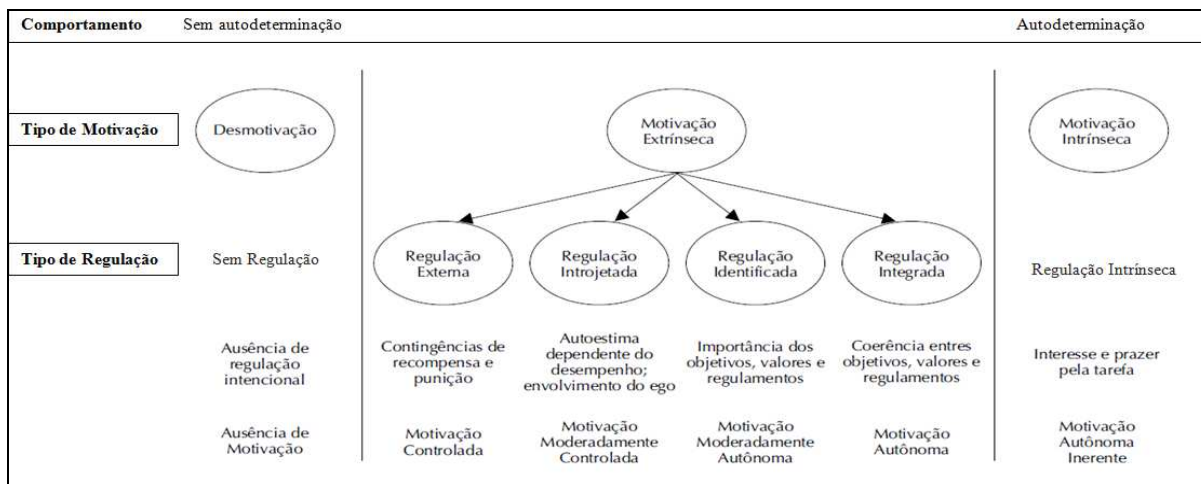 Comportamento Sem autodeterminação Autodeterminação
Tipo de Motivação
Desmotivação
Motivação
Extrínseca
Motivação
Intrínseca
Tipo de Regulação
Sem Regulação
Regulação
Externa
Regulação
Introjetada
Regulação
Identificada
Regulação
Integrada
Regulação Intrínseca
Ausência de
regulação
intencional
Contingências de
recompensa e
punição
Autoestima
dependente do
desempenho;
envolvimento do ego
Importância dos
objetivos, valores e
regulamentos
Coerência entres
objetivos, valores e
regulamentos
Interesse e prazer
pela tarefa
Ausência de
Motivação
Motivação
Controlada
Motivação
Moderadamente
Controlada
Motivação
Moderadamente
Autônoma
Motivação
Autônoma
Motivação
Autônoma
Inerente